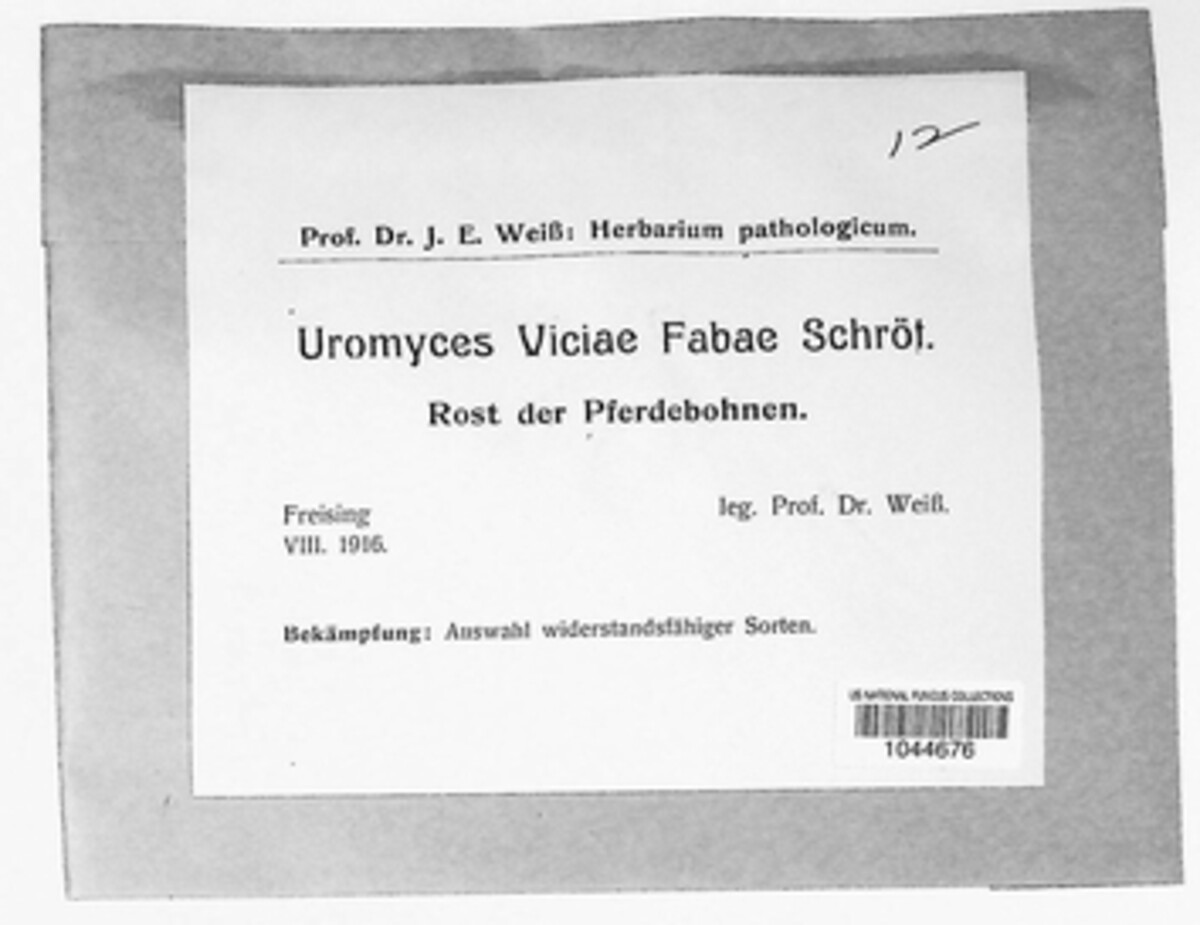 12
Prof. Dr. J. E. Weiß: Herbarium pathologicum.
Uromyces Viciae Fabae Schröt.
Rost der Pferdebohnen.
Freising
leg. Prof. Dr. Weiß.
VIII. 1916.
Bekämpfung: Auswahl widerstandsfähiger Sorten.
US NATIONAL FUNGUS COLLECTIONS
1044676